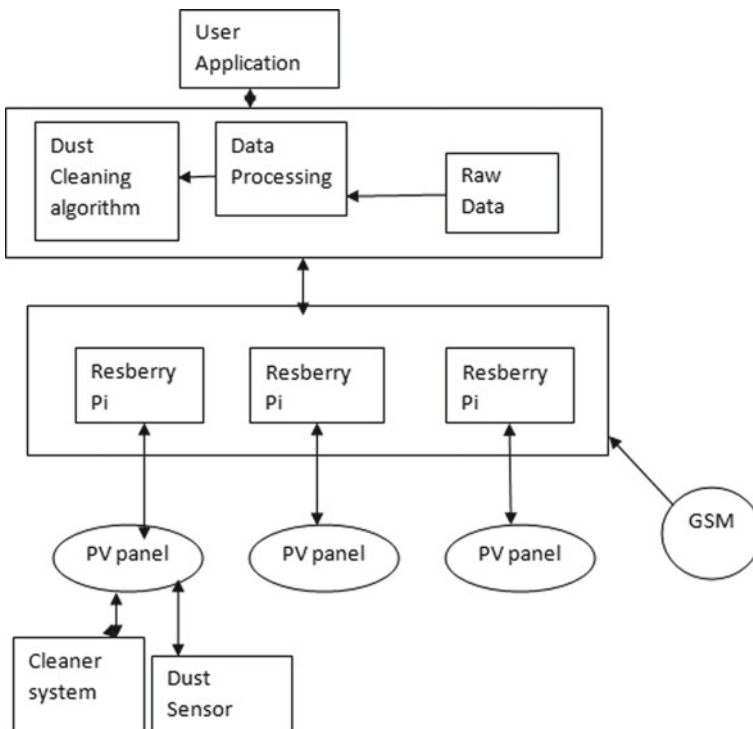 User
Application
Dust
Cleaning
algorithm
Data
Processing
Raw
Data
Resberry
Pi
Resberry
Pi
Resberry
Pi
GSM
PV panel
PV panel
PV panel
Cleaner
system
Dust
Sensor